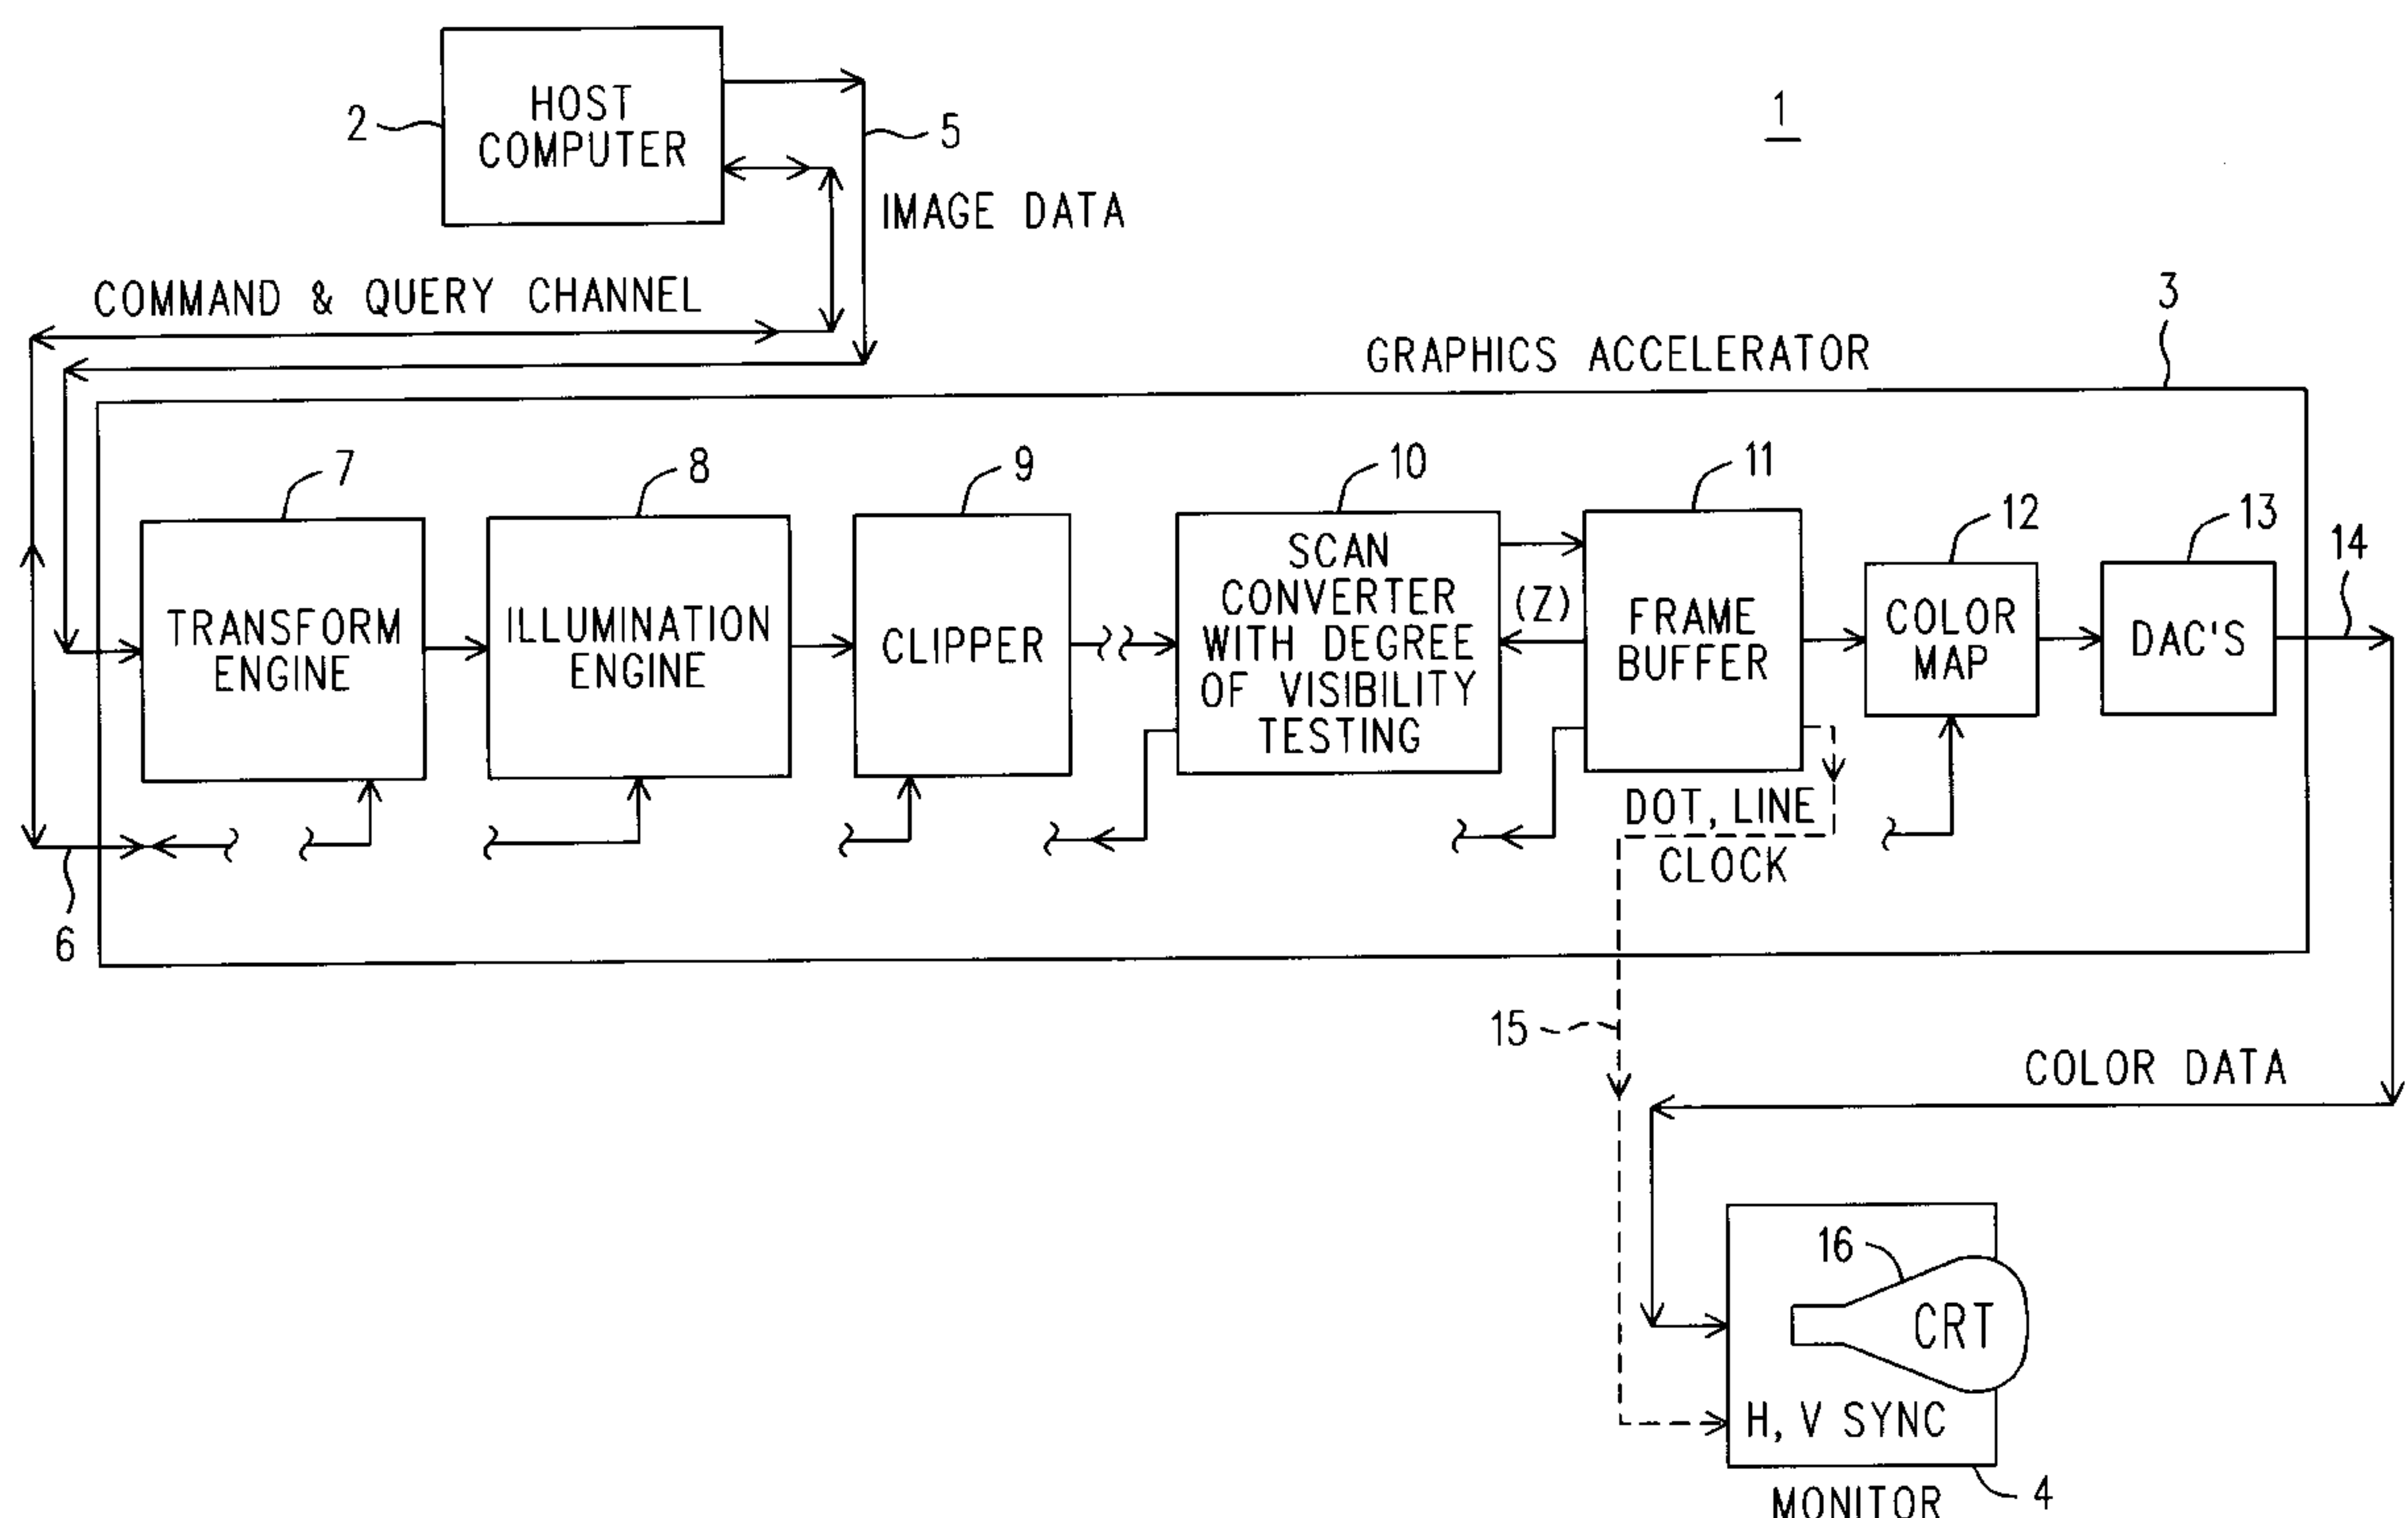 HOST
COMPUTER
2
5
1
IMAGE DATA
COMMAND & QUERY CHANNEL
3
GRAPHICS ACCELERATOR
7
8
9
10
11
12
13
14
TRANSFORM
ENGINE
ILLUMINATION
ENGINE
CLIPPER
SCAN
CONVERTER
WITH DEGREE
OF VISIBILITY
TESTING
(Z)
FRAME
BUFFER
COLOR
MAP
DAC'S
DOT, LINE
CLOCK
6
15
COLOR DATA
16
CRT
H, V SYNC
4
MONITOR